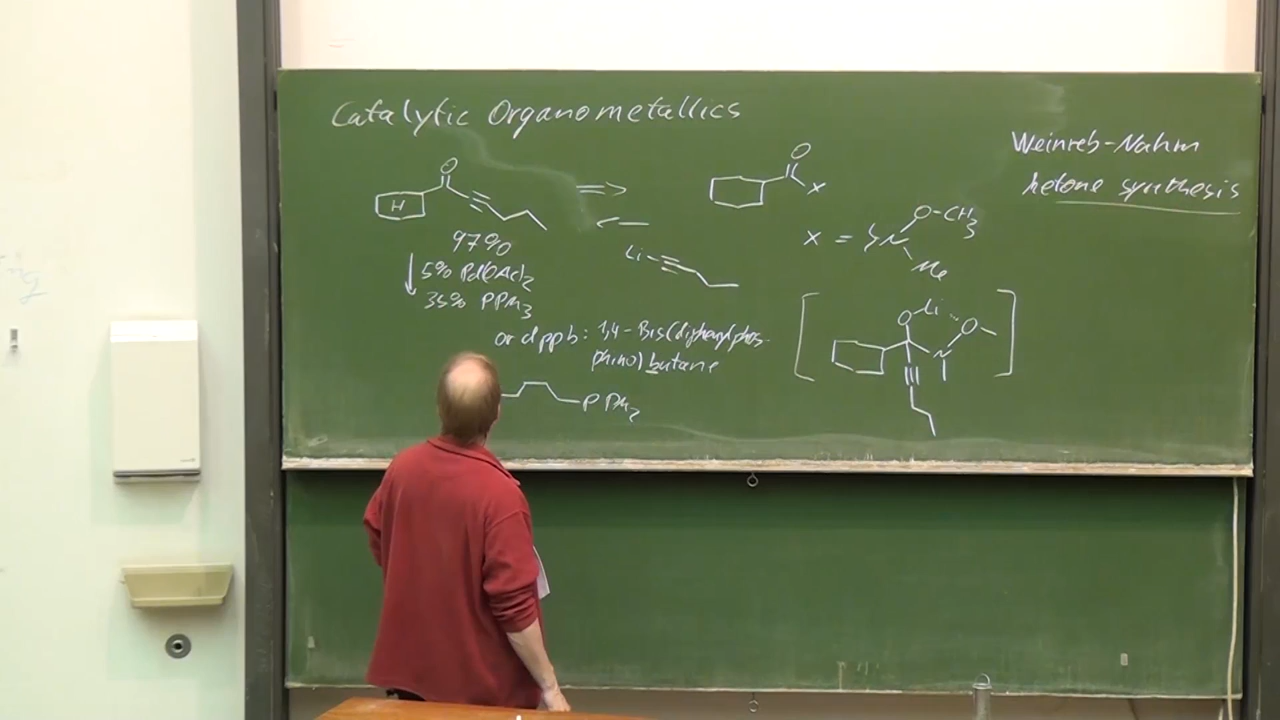 Catalytic Organometallics
Weinreb-Nahm
ketone synthesis
O
H
O
X
97%
↓ 5% Pd(OAc)2
35% PPh3
Li
X = N
O-CH3
Me
or dppb: 1,4-Bis(diphenylphos-
phino)butane
PPh2
O Li
O
N